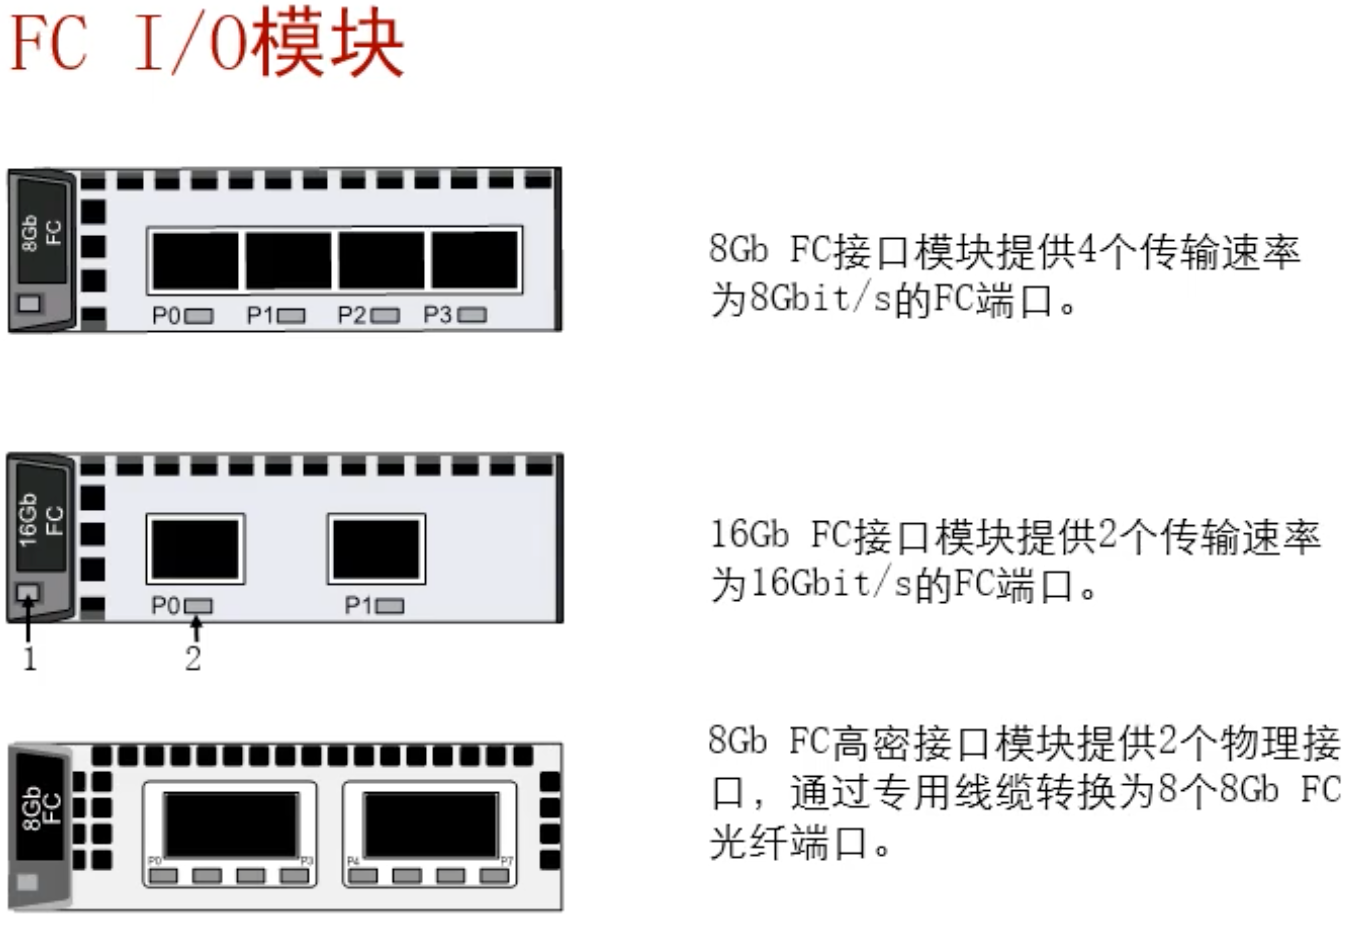 FC I/O模块
8Gb
FC
P0
P1
P2
P3
8Gb FC接口模块提供4个传输速率
为8Gbit/s的FC端口。
16Gb
FC
P0
P1
1
2
16Gb FC接口模块提供2个传输速率
为16Gbit/s的FC端口。
8Gb
FC
P0
P3
P4
P7
8Gb FC高密接口模块提供2个物理接
口，通过专用线缆转换为8个8Gb FC
光纤端口。